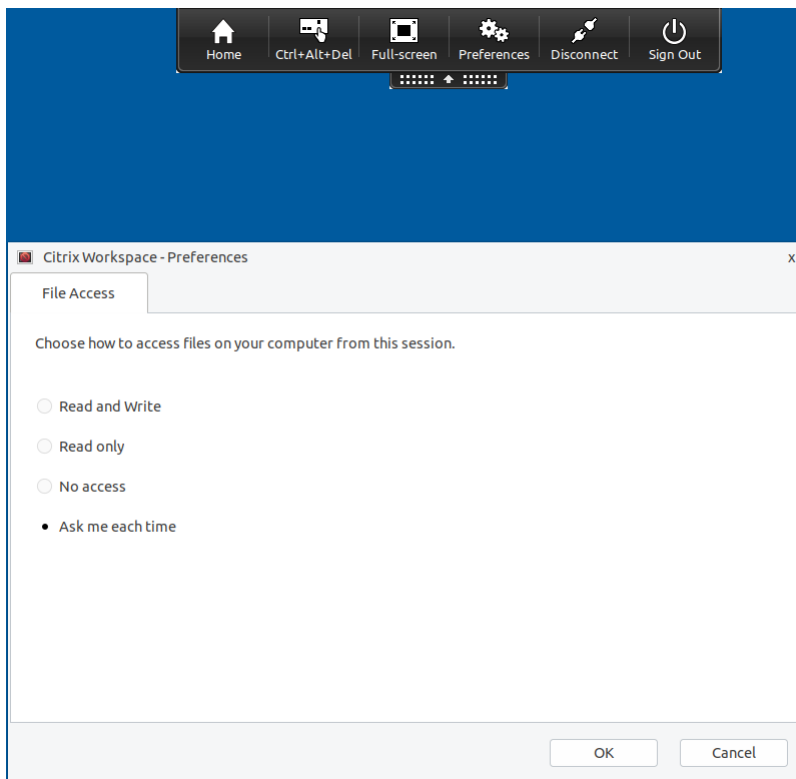 Home Ctrl+Alt+Del Full-screen Preferences Disconnect Sign Out
Citrix Workspace - Preferences x
File Access
Choose how to access files on your computer from this session.
Read and Write
Read only
No access
Ask me each time
OK Cancel